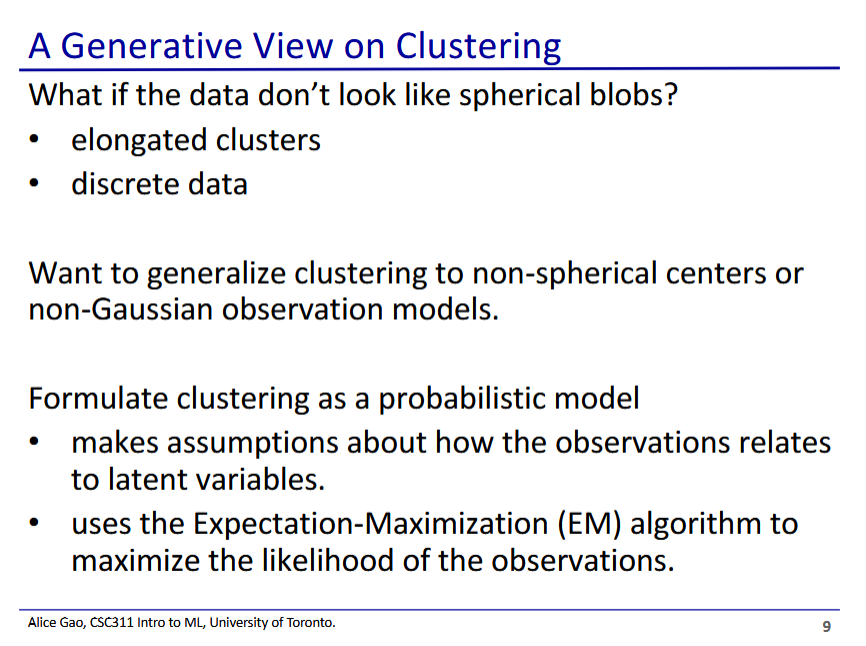 A Generative View on Clustering
What if the data don’t look like spherical blobs?
• elongated clusters
• discrete data
Want to generalize clustering to non-spherical centers or
non-Gaussian observation models.
Formulate clustering as a probabilistic model
• makes assumptions about how the observations relates
to latent variables.
• uses the Expectation-Maximization (EM) algorithm to
maximize the likelihood of the observations.
Alice Gao, CSC311 Intro to ML, University of Toronto.
9